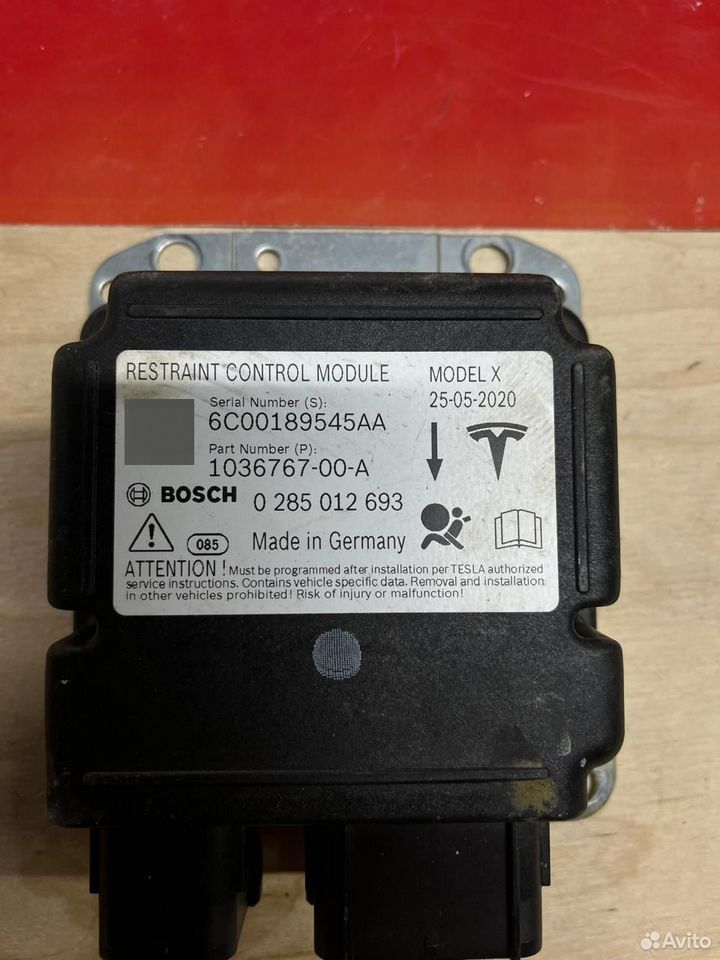 RESTRAINT CONTROL MODULE MODEL X
Serial Number (S): 25-05-2020
6C00189545AA
Part Number (P):
1036767-00-A
BOSCH 0 285 012 693
085 Made in Germany
ATTENTION ! Must be programmed after installation per TESLA authorized
service instructions. Contains vehicle specific data. Removal and installation
in other vehicles prohibited! Risk of injury or malfunction!
Avito